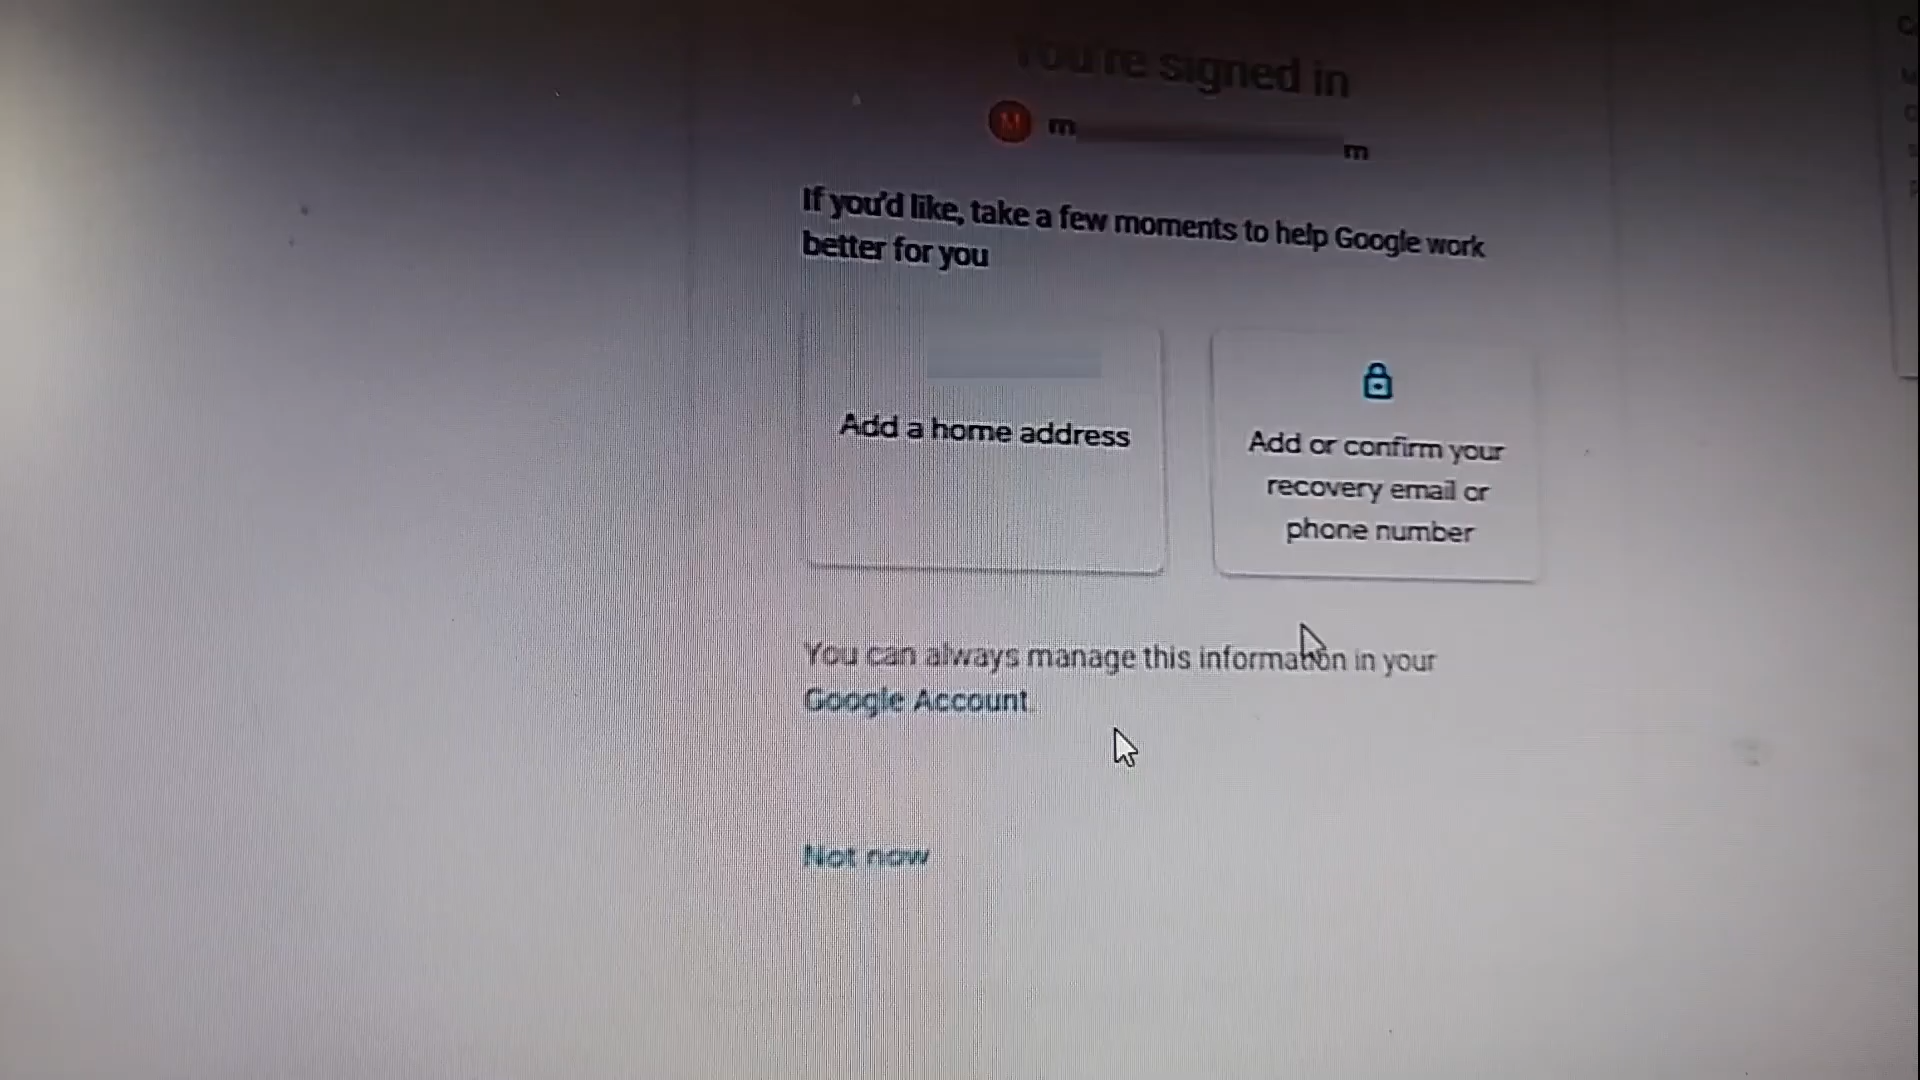 You're signed in
M m m
If you'd like, take a few moments to help Google work
better for you
Add a home address
Add or confirm your
recovery email or
phone number
You can always manage this information in your
Google Account.
Not now